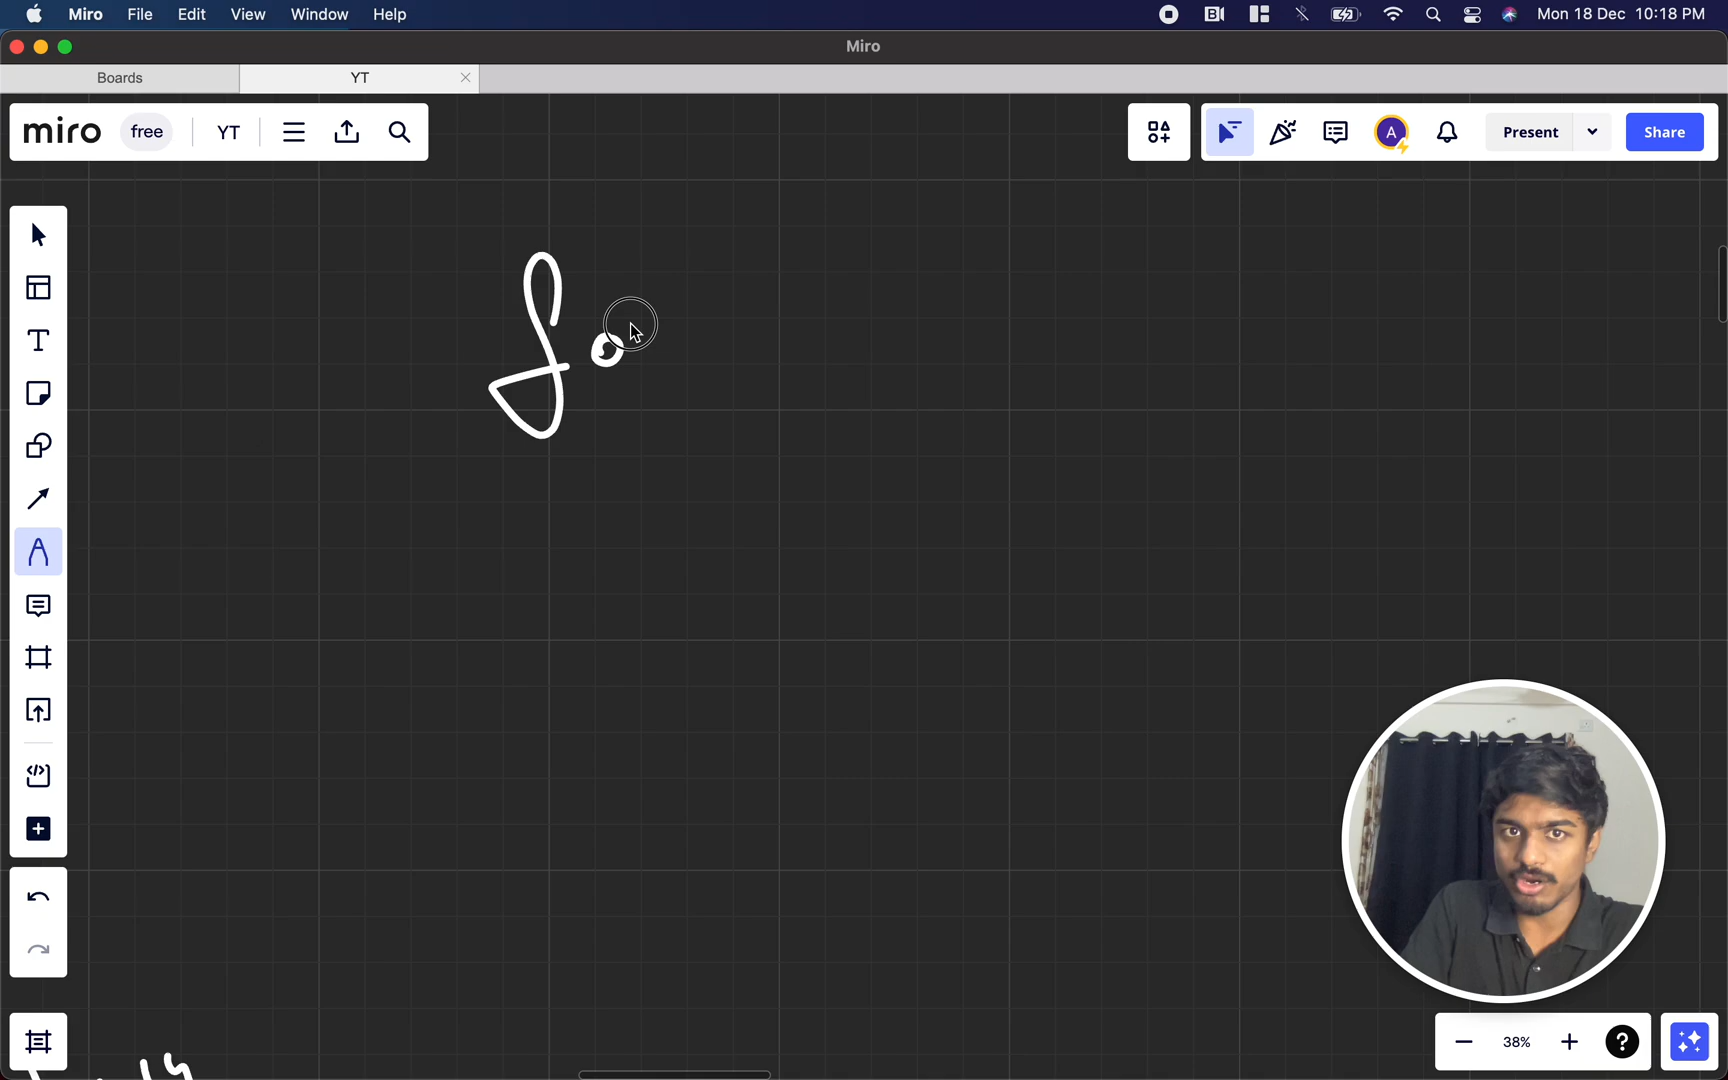 Miro File Edit View Window Help Mon 18 Dec 10:18 PM
Miro
Boards YT
miro free YT Present Share
So
38%